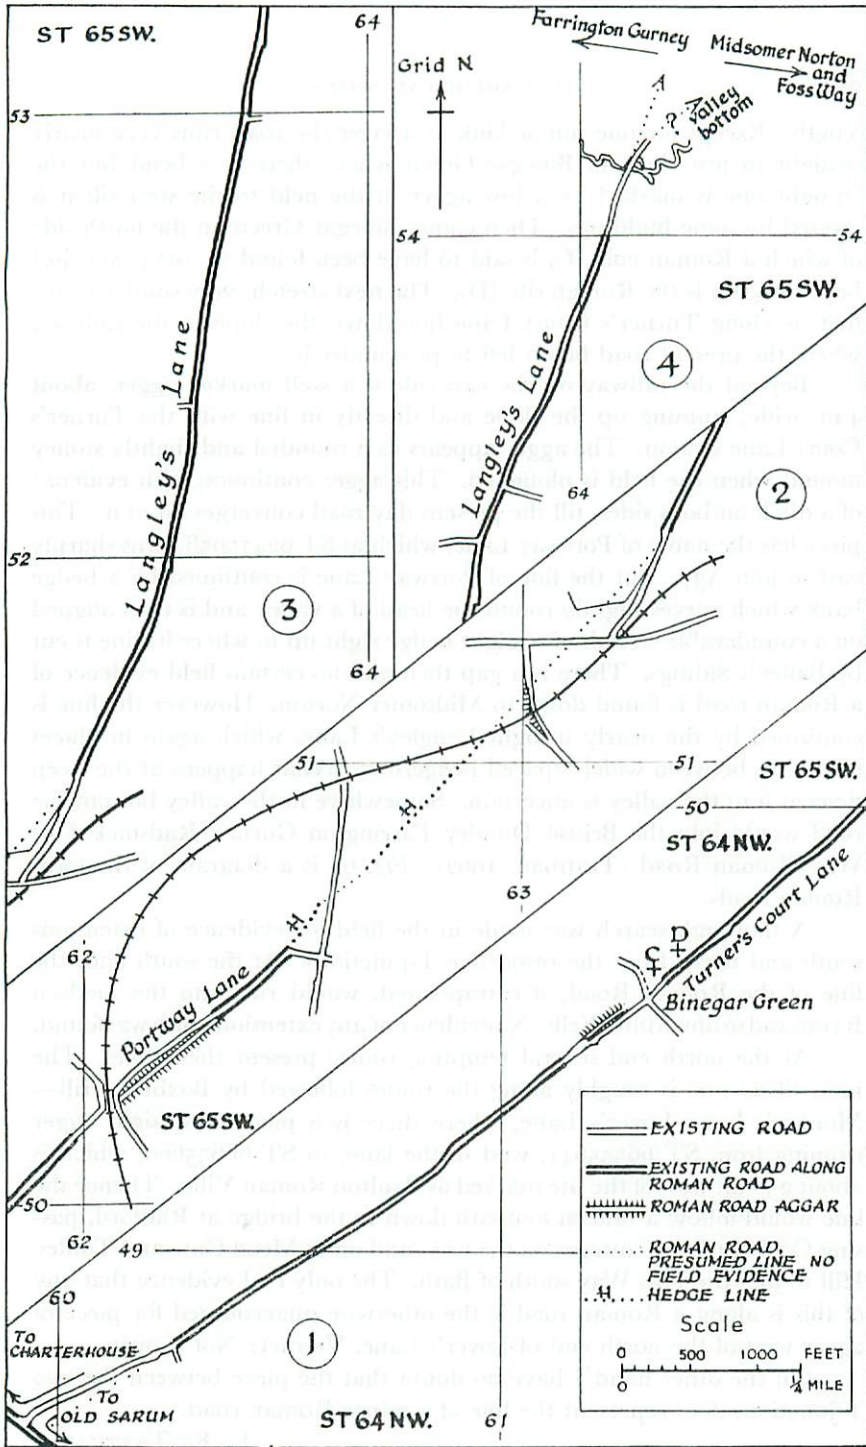 ST 65SW.
64
Farrington Gurney
Midsomer Norton
and
FossWay
Grid N
A
?
A
valley
bottom
53
54
54
ST 65SW.
Langley's Lane
Langley's Lane
4
64
2
52
3
64
51
51
ST 65SW.
50
ST 64NW.
H
62
63
H
Portway Lane
C
D
Turner's Court Lane
Binegar Green
ST 65SW.
50
62
49
60
TO
CHARTERHOUSE
TO
OLD SARUM
1
ST 64NW.
61
EXISTING ROAD
EXISTING ROAD ALONG
ROMAN ROAD
ROMAN ROAD AGGAR
ROMAN ROAD,
PRESUMED LINE, NO
FIELD EVIDENCE
..H... HEDGE LINE
Scale
0 500 1000 FEET
0 ¼ MILE